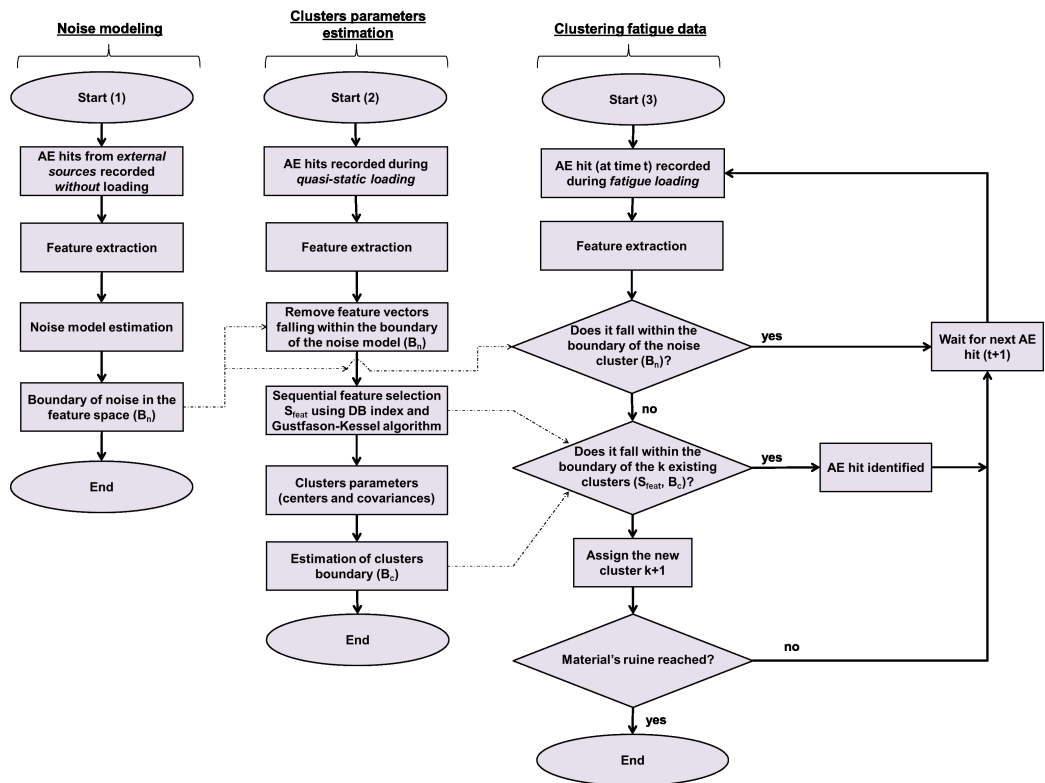 Noise modeling
Start (1)
AE hits from external
sources recorded
without loading
Feature extraction
Noise model estimation
Boundary of noise in the
feature space (Bn)
End
Clusters parameters
estimation
Start (2)
AE hits recorded during
quasi-static loading
Feature extraction
Remove feature vectors
falling within the boundary
of the noise model (Bn)
Sequential feature selection
Sfeat using DB index and
Gustfason-Kessel algorithm
Clusters parameters
(centers and covariances)
Estimation of clusters
boundary (Bc)
End
Clustering fatigue data
Start (3)
AE hit (at time t) recorded
during fatigue loading
Feature extraction
Does it fall within the
boundary of the noise
cluster (Bn)?
yes
Wait for next AE
hit (t+1)
no
Does it fall within the
boundary of the k existing
clusters (Sfeat, Bc)?
yes
AE hit identified
Assign the new
cluster k+1
Material's ruine reached?
no
yes
End